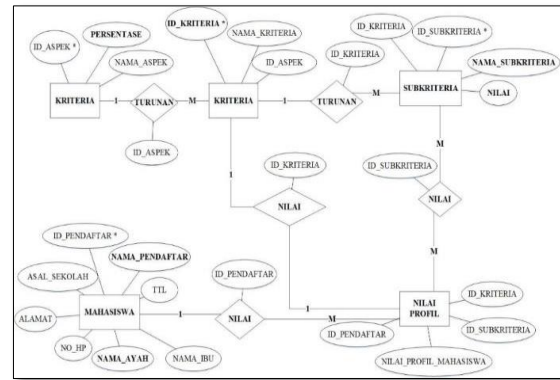 ID_ASPEK *
PERSENTASE
NAMA_ASPEK
KRITERIA
1
TURUNAN
M
ID_ASPEK
ID_KRITERIA *
NAMA_KRITERIA
ID_ASPEK
KRITERIA
1
ID_KRITERIA
TURUNAN
M
ID_KRITERIA
ID_SUBKRITERIA *
SUBKRITERIA
NAMA_SUBKRITERIA
NILAI
1
ID_KRITERIA
NILAI
1
M
ID_SUBKRITERIA
NILAI
M
ID_PENDAFTAR *
NAMA_PENDAFTAR
ASAL_SEKOLAH
TTL
MAHASISWA
ALAMAT
NO_HP
NAMA_AYAH
NAMA_IBU
1
ID_PENDAFTAR
NILAI
M
NILAI
PROFIL
ID_KRITERIA
ID_SUBKRITERIA
ID_PENDAFTAR
NILAI_PROFIL_MAHASISWA